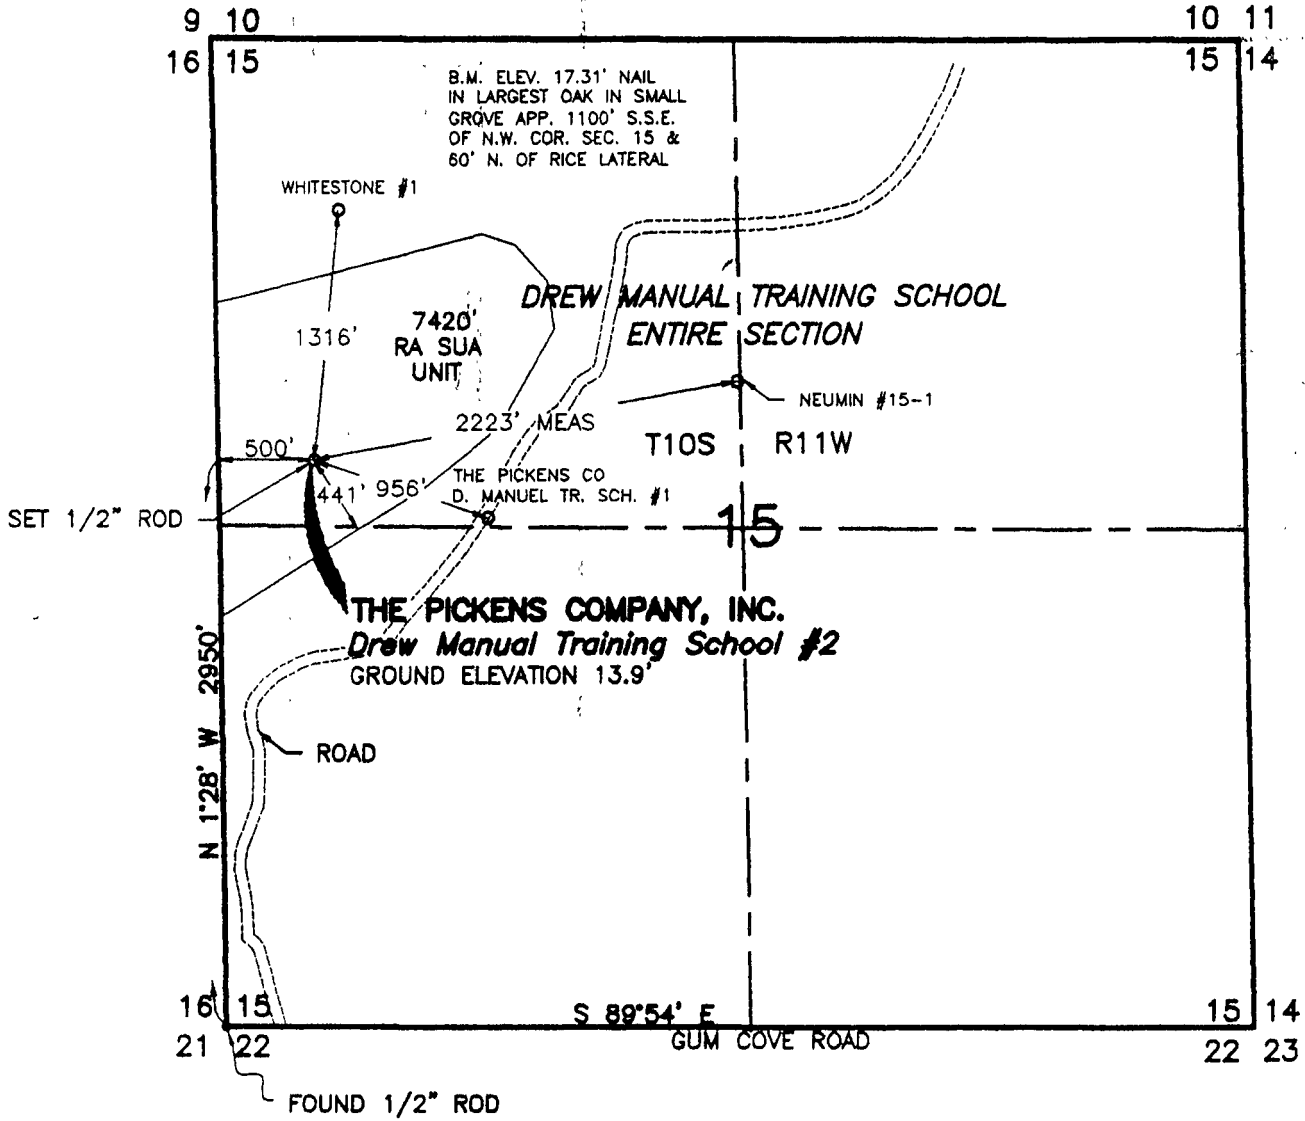 9 10
10 11
16 15
15 14
B.M. ELEV. 17.31' NAIL
IN LARGEST OAK IN SMALL
GROVE APP. 1100' S.S.E.
OF N.W. COR. SEC. 15 &
60' N. OF RICE LATERAL
WHITESTONE #1
DREW MANUAL TRAINING SCHOOL
ENTIRE SECTION
1316'
7420'
RA SUA
UNIT
NEUMIN #15-1
2223' MEAS
T10S R11W
500'
441' 956'
THE PICKENS CO
D. MANUEL TR. SCH. #1
SET 1/2" ROD
15
THE PICKENS COMPANY, INC.
Drew Manual Training School #2
GROUND ELEVATION 13.9'
N 1°28' W 2950'
ROAD
16 15
S 89°54' E
15 14
21 22
GUM COVE ROAD
22 23
FOUND 1/2" ROD